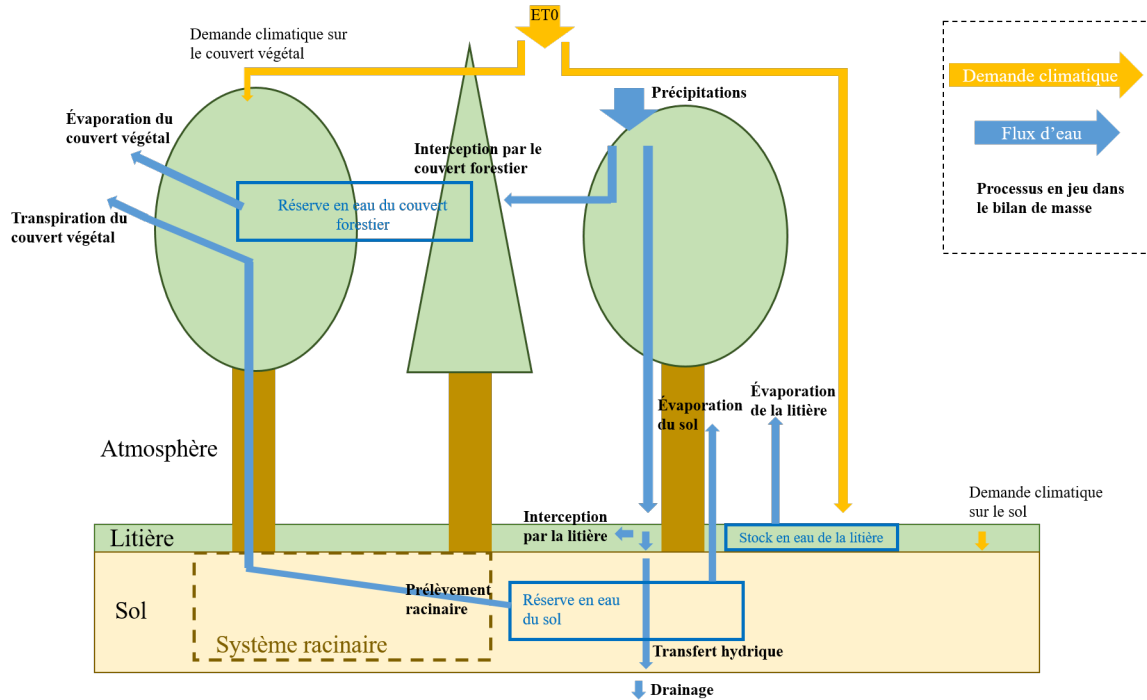 ET0
Demande climatique sur
le couvert végétal
Demande climatique
Flux d'eau
Processus en jeu dans
le bilan de masse
Précipitations
Évaporation du
couvert végétal
Interception par le
couvert forestier
Réserve en eau du couvert
forestier
Transpiration du
couvert végétal
Évaporation
de la litière
Évaporation
du sol
Atmosphère
Demande climatique
sur le sol
Interception
par la litière
Litière
Stock en eau de la litière
Prélèvement
racinaire
Réserve en eau
du sol
Sol
Système racinaire
Transfert hydrique
Drainage